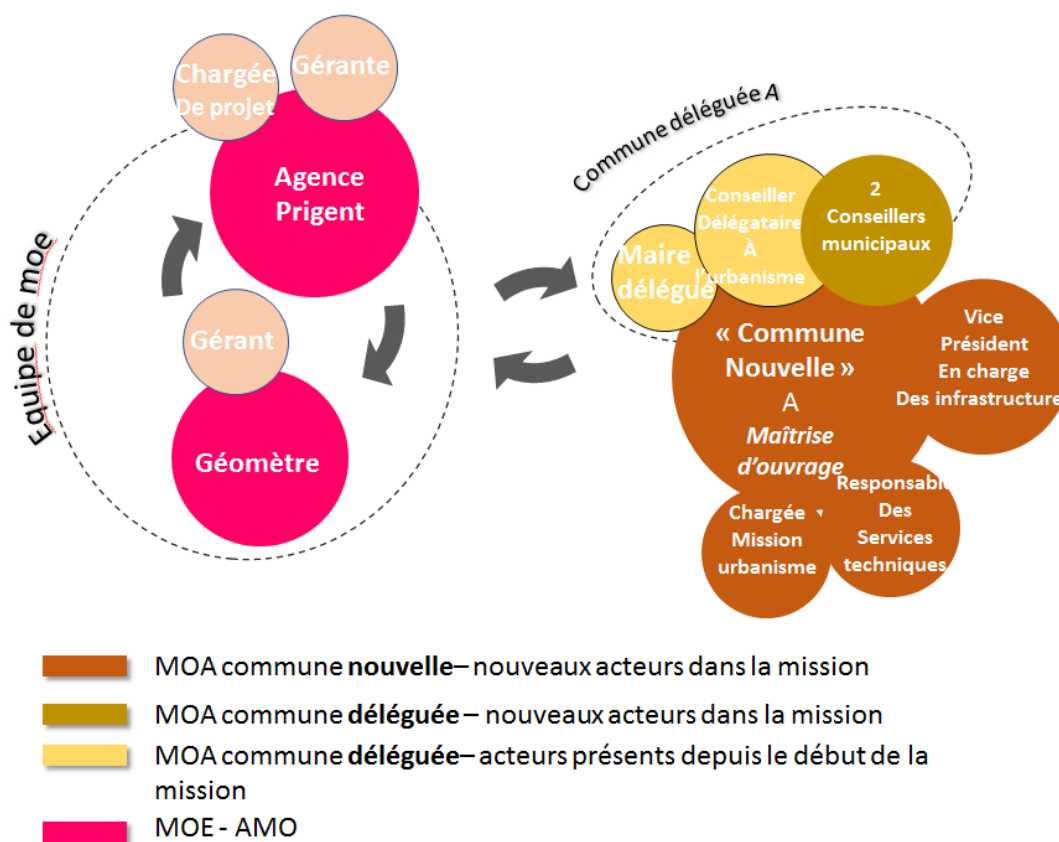 Chargée
De projet
Gérante
Agence
Prigent
Equipe de moe
Gérant
Géomètre
Commune déléguée A
Maire
délégué
Conseiller
Délégataire
À
l'urbanisme
2
Conseillers
municipaux
« Commune
Nouvelle »
A
Maîtrise
d'ouvrage
Vice
Président
En charge
Des infrastructure
Chargée
Mission
urbanisme
Responsabl
Des
Services
techniques
MOA commune nouvelle– nouveaux acteurs dans la mission
MOA commune déléguée – nouveaux acteurs dans la mission
MOA commune déléguée– acteurs présents depuis le début de la
mission
MOE - AMO